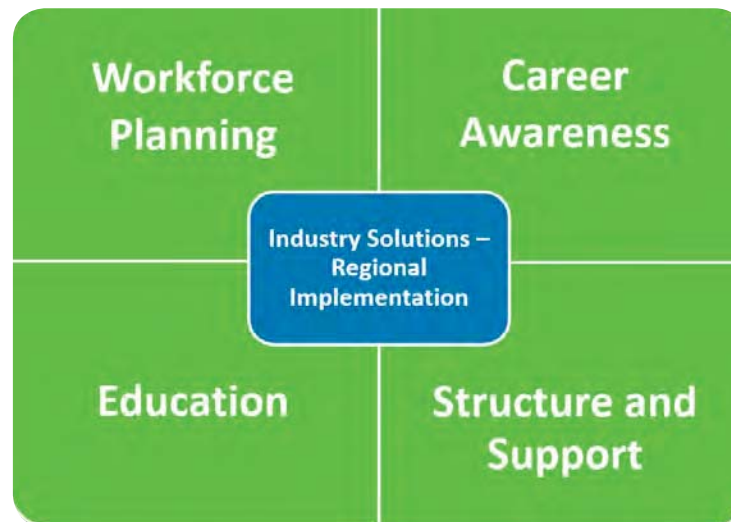 Workforce
Planning
Career
Awareness
Industry Solutions –
Regional
Implementation
Education
Structure and
Support